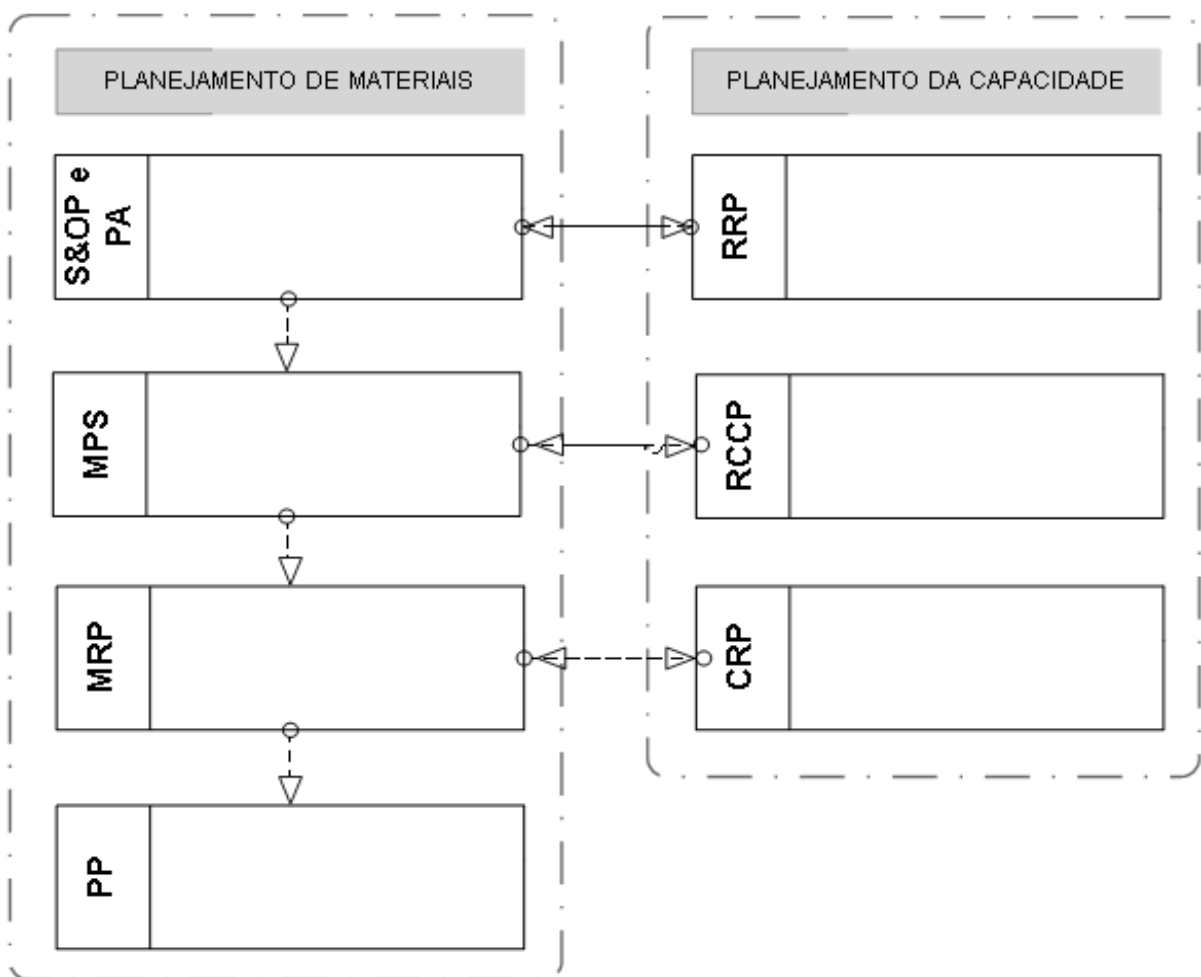 PLANEJAMENTO DE MATERIAIS
S&OP e
PA
MPS
MRP
PP
PLANEJAMENTO DA CAPACIDADE
RRP
RCCP
CRP